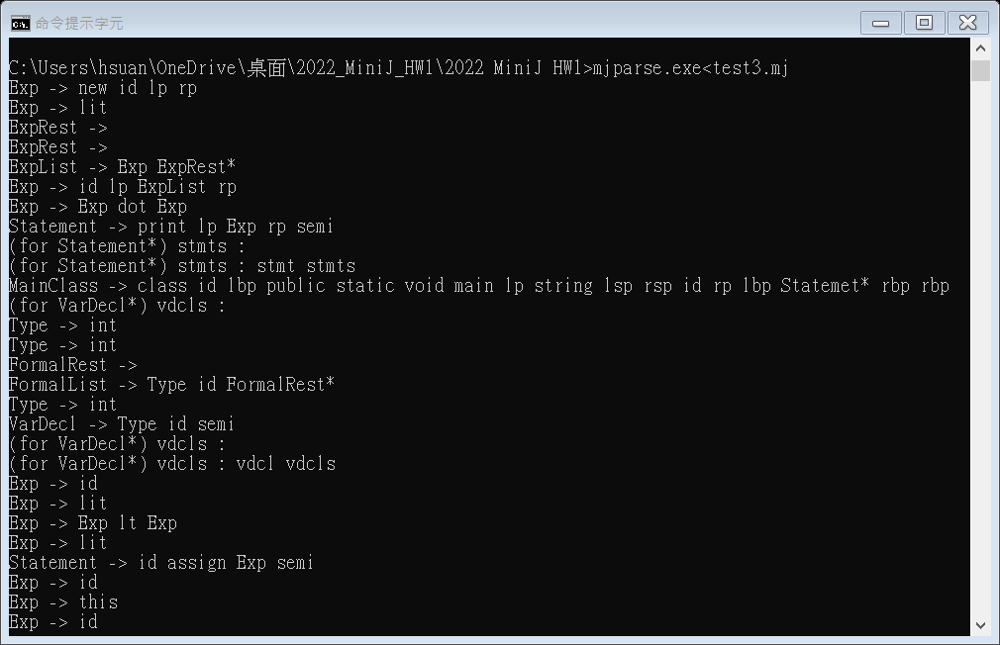 命令提示字元
C:\Users\hsuan\OneDrive\桌面\2022_MiniJ_HW1\2022 MiniJ HW1>mjparse.exe<test3.mj
Exp -> new id lp rp
Exp -> lit
ExpRest ->
ExpRest ->
ExpList -> Exp ExpRest*
Exp -> id lp ExpList rp
Exp -> Exp dot Exp
Statement -> print lp Exp rp semi
(for Statement*) stmts :
(for Statement*) stmts : stmt stmts
MainClass -> class id lbp public static void main lp string lsp rsp id rp lbp Statemet* rbp rbp
(for VarDecl*) vdcls :
Type -> int
Type -> int
FormalRest ->
FormalList -> Type id FormalRest*
Type -> int
VarDecl -> Type id semi
(for VarDecl*) vdcls :
(for VarDecl*) vdcls : vdcl vdcls
Exp -> id
Exp -> lit
Exp -> Exp lt Exp
Exp -> lit
Statement -> id assign Exp semi
Exp -> id
Exp -> this
Exp -> id